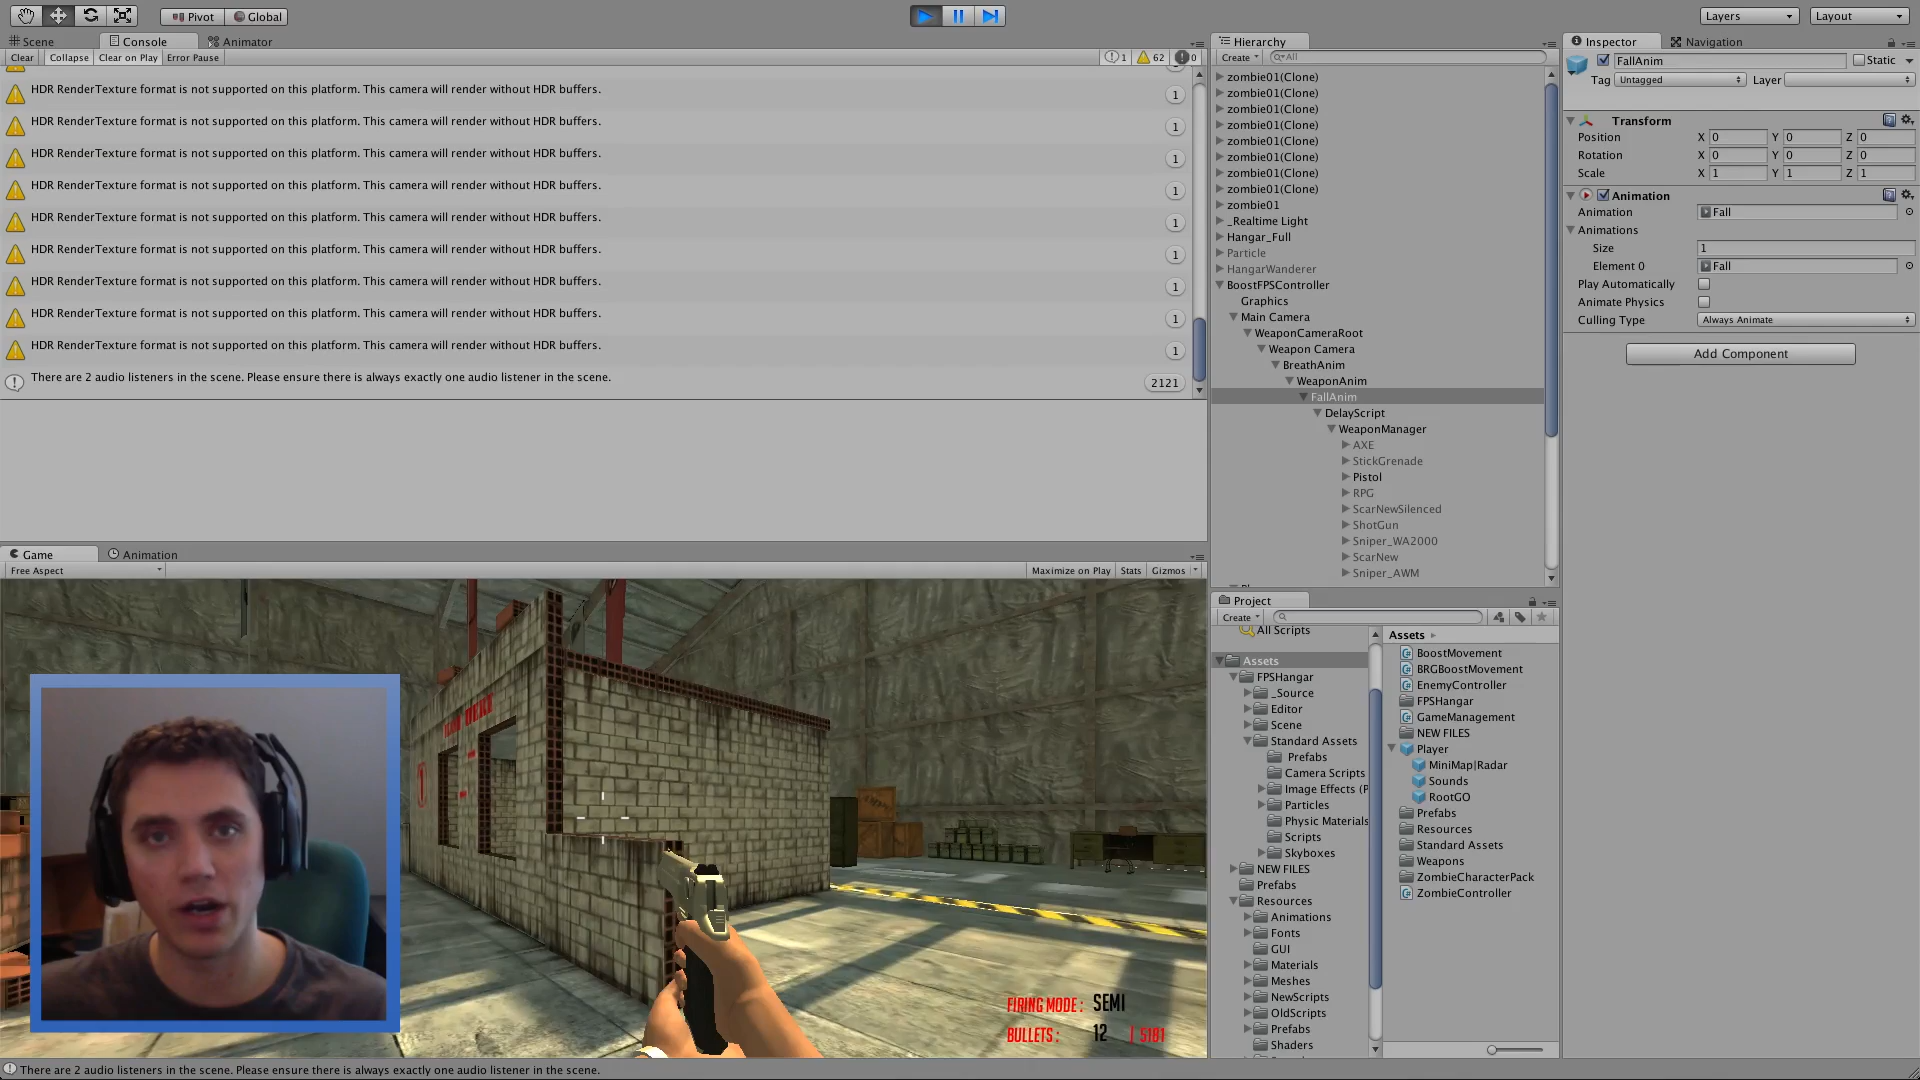 Pivot Global Layers Layout
Scene Console Animator
Clear Collapse Clear on Play Error Pause 1 62 0
HDR RenderTexture format is not supported on this platform. This camera will render without HDR buffers. 1
HDR RenderTexture format is not supported on this platform. This camera will render without HDR buffers. 1
HDR RenderTexture format is not supported on this platform. This camera will render without HDR buffers. 1
HDR RenderTexture format is not supported on this platform. This camera will render without HDR buffers. 1
HDR RenderTexture format is not supported on this platform. This camera will render without HDR buffers. 1
HDR RenderTexture format is not supported on this platform. This camera will render without HDR buffers. 1
HDR RenderTexture format is not supported on this platform. This camera will render without HDR buffers. 1
HDR RenderTexture format is not supported on this platform. This camera will render without HDR buffers. 1
HDR RenderTexture format is not supported on this platform. This camera will render without HDR buffers. 1
There are 2 audio listeners in the scene. Please ensure there is always exactly one audio listener in the scene. 2121
Game Animation
Free Aspect Maximize on Play Stats Gizmos
FIRING MODE : SEMI
BULLETS : 12 | 5181
Hierarchy
Create All
zombie01(Clone)
zombie01(Clone)
zombie01(Clone)
zombie01(Clone)
zombie01(Clone)
zombie01(Clone)
zombie01(Clone)
zombie01(Clone)
zombie01
_Realtime Light
Hangar_Full
Particle
HangarWanderer
BoostFPSController
Graphics
Main Camera
WeaponCameraRoot
Weapon Camera
BreathAnim
WeaponAnim
FallAnim
DelayScript
WeaponManager
AXE
StickGrenade
Pistol
RPG
ScarNewSilenced
ShotGun
Sniper_WA2000
ScarNew
Sniper_AWM
Project
Create
All Scripts
Assets
FPSHangar
_Source
Editor
Scene
Standard Assets
Prefabs
Camera Scripts
Image Effects (P
Particles
Physic Materials
Scripts
Skyboxes
NEW FILES
Prefabs
Resources
Animations
Fonts
GUI
Materials
Meshes
NewScripts
OldScripts
Prefabs
Shaders
Assets
BoostMovement
BRGBoostMovement
EnemyController
FPSHangar
GameManagement
NEW FILES
Player
MiniMap|Radar
Sounds
RootGO
Prefabs
Resources
Standard Assets
Weapons
ZombieCharacterPack
ZombieController
Inspector Navigation
FallAnim Static
Tag Untagged Layer
Transform
Position X 0 Y 0 Z 0
Rotation X 0 Y 0 Z 0
Scale X 1 Y 1 Z 1
Animation
Animation Fall
Animations
Size 1
Element 0 Fall
Play Automatically
Animate Physics
Culling Type Always Animate
Add Component
There are 2 audio listeners in the scene. Please ensure there is always exactly one audio listener in the scene.